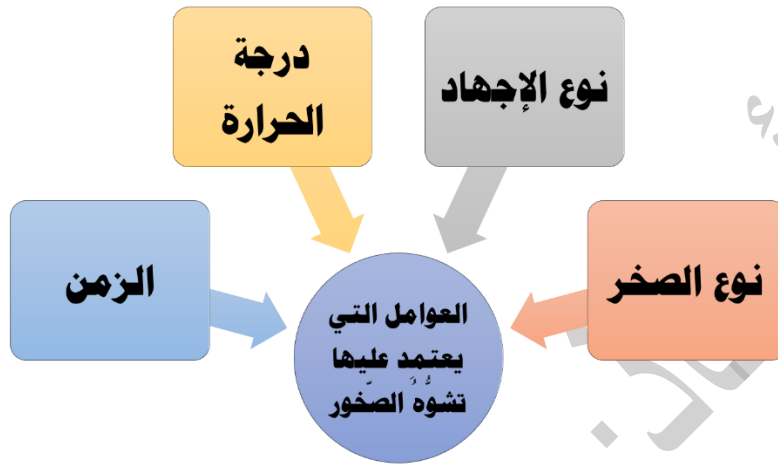 نوع الصخر
نوع الإجهاد
درجة
الحرارة
الزمن
العوامل التي
يعتمد عليها
تشوُّهُ الصّخور